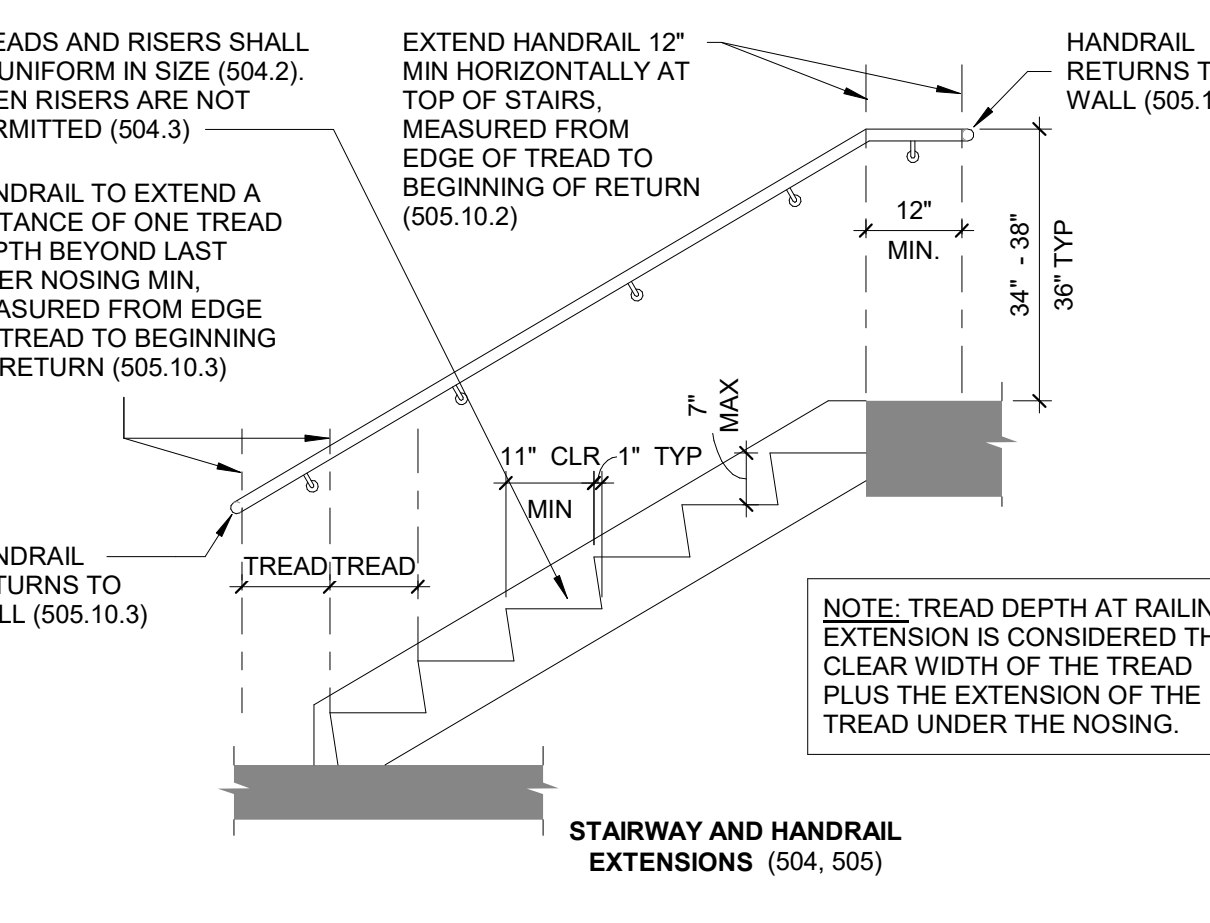 EADS AND RISERS SHALL
UNIFORM IN SIZE (504.2).
EN RISERS ARE NOT
RMITTED (504.3)
EXTEND HANDRAIL 12"
MIN HORIZONTALLY AT
TOP OF STAIRS,
MEASURED FROM
EDGE OF TREAD TO
BEGINNING OF RETURN
(505.10.2)
HANDRAIL
RETURNS T
WALL (505.1
NDRAIL TO EXTEND A
TANCE OF ONE TREAD
PTH BEYOND LAST
ER NOSING MIN,
ASURED FROM EDGE
TREAD TO BEGINNING
RETURN (505.10.3)
12"
MIN.
34" - 38"
36" TYP
7"
MAX
11" CLR 1" TYP
MIN
TREAD TREAD
NDRAIL
TURNS TO
LL (505.10.3)
NOTE: TREAD DEPTH AT RAILIN
EXTENSION IS CONSIDERED TH
CLEAR WIDTH OF THE TREAD
PLUS THE EXTENSION OF THE
TREAD UNDER THE NOSING.
STAIRWAY AND HANDRAIL
EXTENSIONS (504, 505)